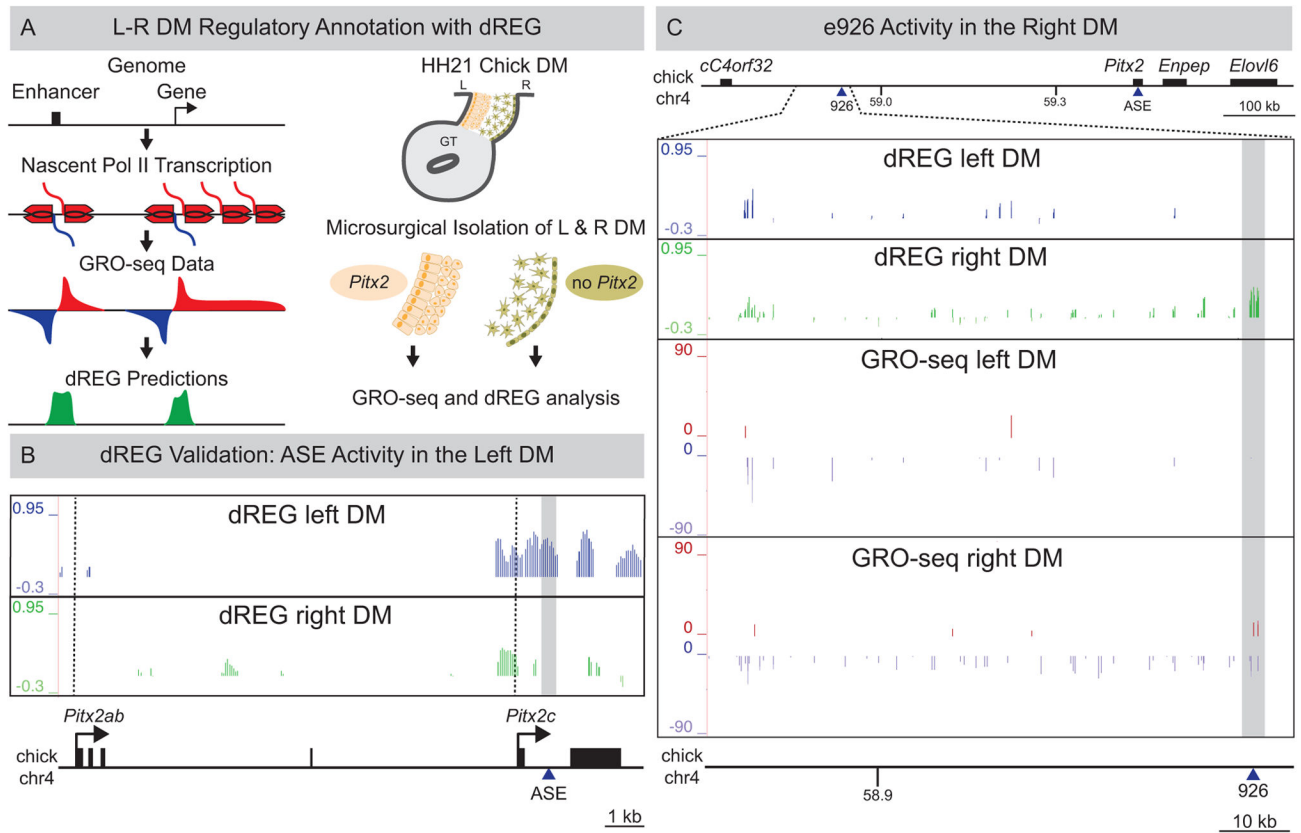 A L-R DM Regulatory Annotation with dREG
Genome
Enhancer Gene
Nascent Pol II Transcription
GRO-seq Data
dREG Predictions
HH21 Chick DM
L R
GT
Microsurgical Isolation of L & R DM
Pitx2 no Pitx2
GRO-seq and dREG analysis
B dREG Validation: ASE Activity in the Left DM
0.95
dREG left DM
-0.3
0.95
dREG right DM
-0.3
Pitx2ab Pitx2c
chick
chr4
ASE
1 kb
C e926 Activity in the Right DM
cC4orf32 Pitx2 Enpep Elovl6
chick
chr4
926 59.0 59.3 ASE
100 kb
0.95
dREG left DM
-0.3
0.95
dREG right DM
-0.3
90
GRO-seq left DM
0
0
-90
90
GRO-seq right DM
0
0
-90
chick
chr4
58.9 926
10 kb